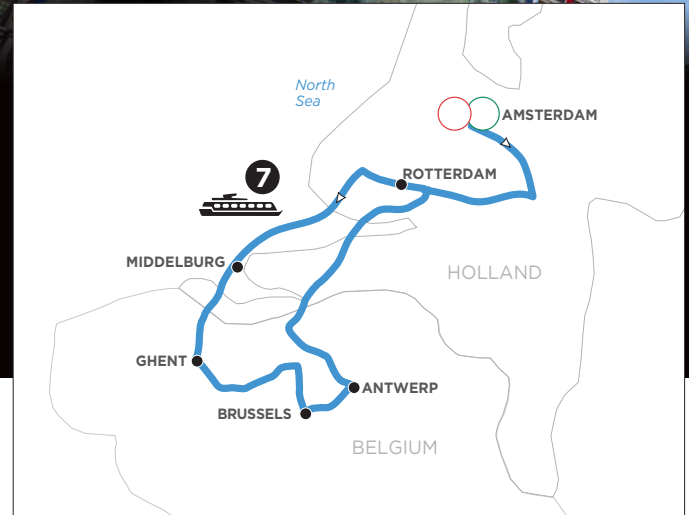 North
Sea
AMSTERDAM
ROTTERDAM
7
MIDDELBURG
HOLLAND
GHENT
ANTWERP
BRUSSELS
BELGIUM